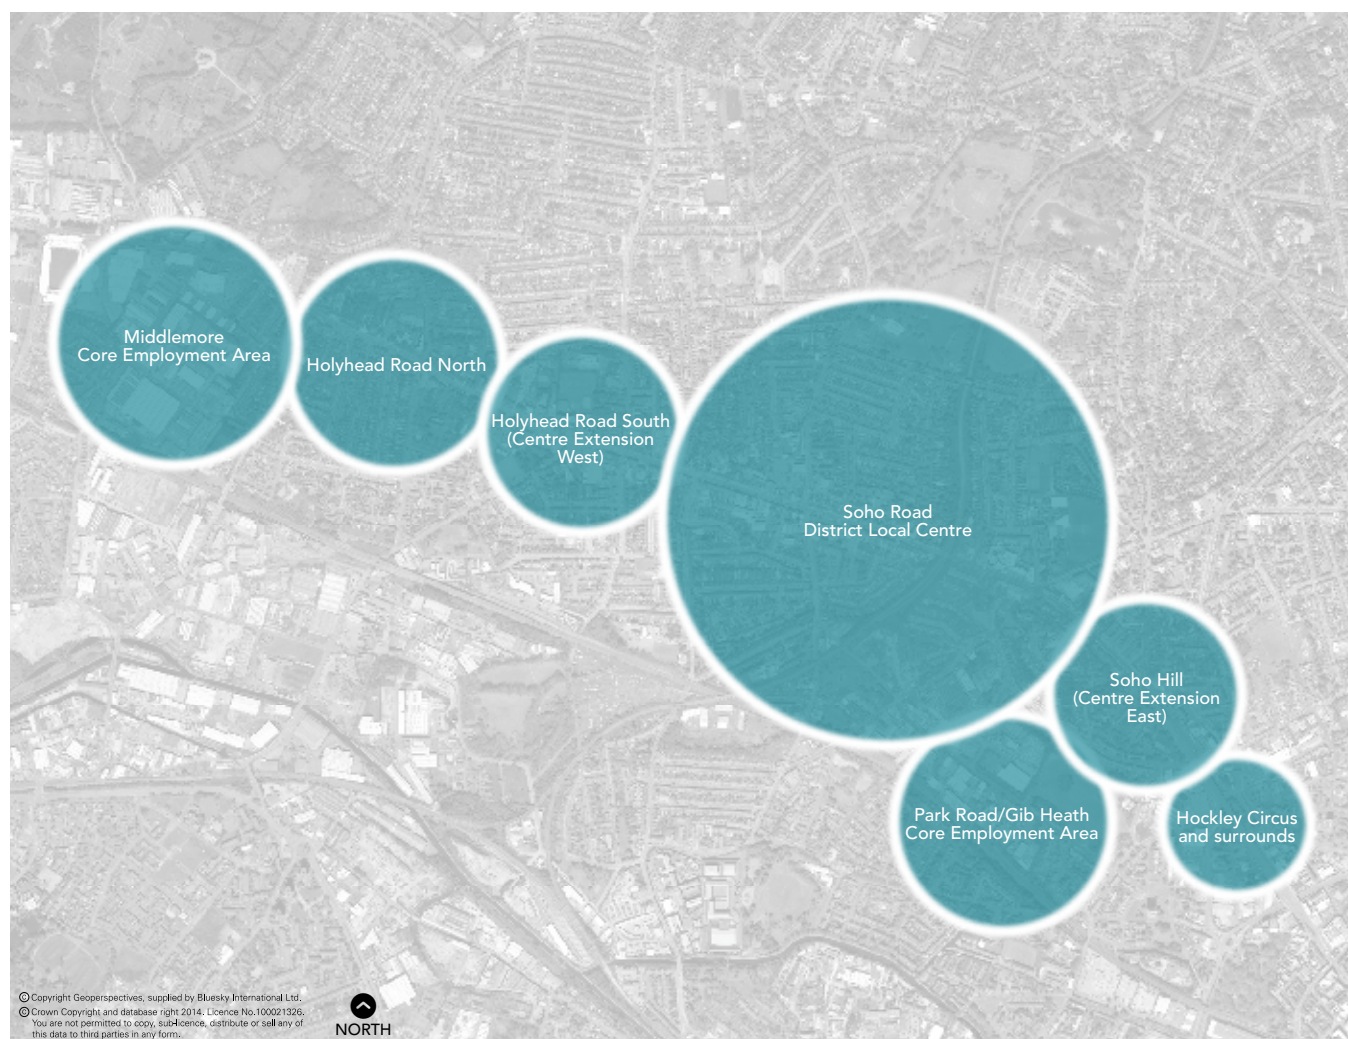 Middlemore
Core Employment Area
Holyhead Road North
Holyhead Road South
(Centre Extension
West)
Soho Road
District Local Centre
Soho Hill
(Centre Extension
East)
Park Road/Gib Heath
Core Employment Area
Hockley Circus
and surrounds
© Copyright Geoperspectives, supplied by Bluesky International Ltd.
© Crown Copyright and database right 2014. Licence No.100021326.
You are not permitted to copy, sub-licence, distribute or sell any of
this data to third parties in any form.
NORTH